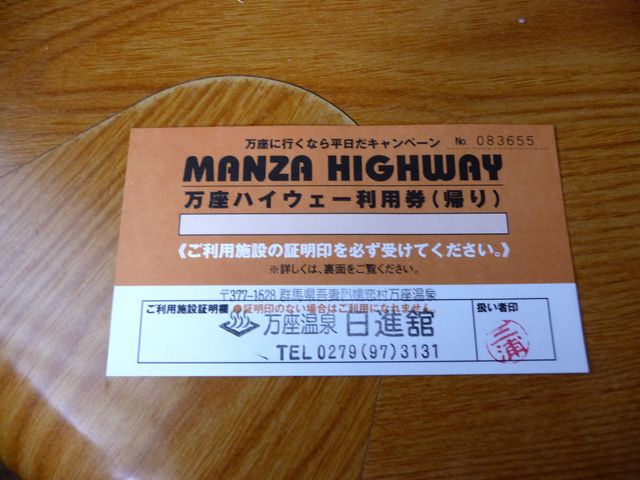 万座に行くなら平日だキャンペーン No. 083655
MANZA HIGHWAY
万座ハイウェー利用券(帰り)
《ご利用施設の証明印を必ず受けてください。》
※詳しくは、裏面をご覧ください。
〒377-1528 群馬県吾妻郡嬬恋村万座温泉
ご利用施設証明欄 ●証明印のない場合はご利用になれません。 扱い者印
万座温泉 日進舘
TEL 0279(97)3131
三浦